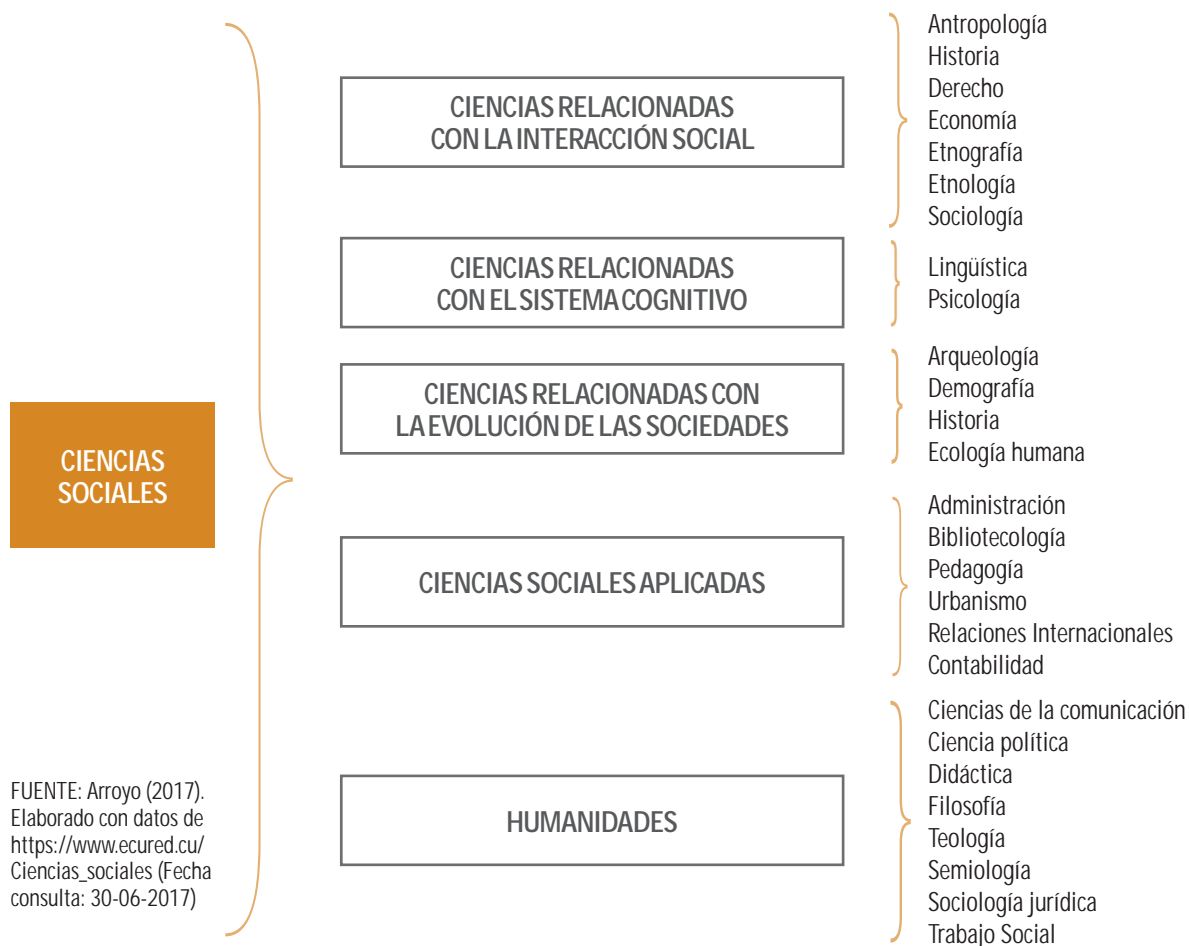 CIENCIAS
SOCIALES
CIENCIAS RELACIONADAS
CON LA INTERACCIÓN SOCIAL
Antropología
Historia
Derecho
Economía
Etnografía
Etnología
Sociología
CIENCIAS RELACIONADAS
CON EL SISTEMA COGNITIVO
Lingüística
Psicología
CIENCIAS RELACIONADAS CON
LA EVOLUCIÓN DE LAS SOCIEDADES
Arqueología
Demografía
Historia
Ecología humana
CIENCIAS SOCIALES APLICADAS
Administración
Bibliotecología
Pedagogía
Urbanismo
Relaciones Internacionales
Contabilidad
HUMANIDADES
Ciencias de la comunicación
Ciencia política
Didáctica
Filosofía
Teología
Semiología
Sociología jurídica
Trabajo Social
FUENTE: Arroyo (2017).
Elaborado con datos de
https://www.ecured.cu/
Ciencias_sociales (Fecha
consulta: 30-06-2017)